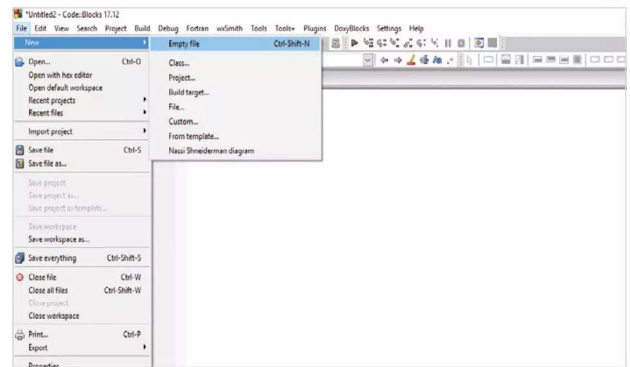 *Untitled2 - Code::Blocks 17.12
File Edit View Search Project Build Debug Fortran wxSmith Tools Tools+ Plugins DoxyBlocks Settings Help
New
Empty file Ctrl-Shift-N
Class...
Project...
Build target...
File...
Custom...
From template...
Nassi Shneiderman diagram
Open... Ctrl-O
Open with hex editor
Open default workspace
Recent projects
Recent files
Import project
Save file Ctrl-S
Save file as...
Save project
Save project as...
Save project as template...
Save workspace
Save workspace as...
Save everything Ctrl-Shift-S
Close file Ctrl-W
Close all files Ctrl-Shift-W
Close project
Close workspace
Print... Ctrl-P
Export
Properties